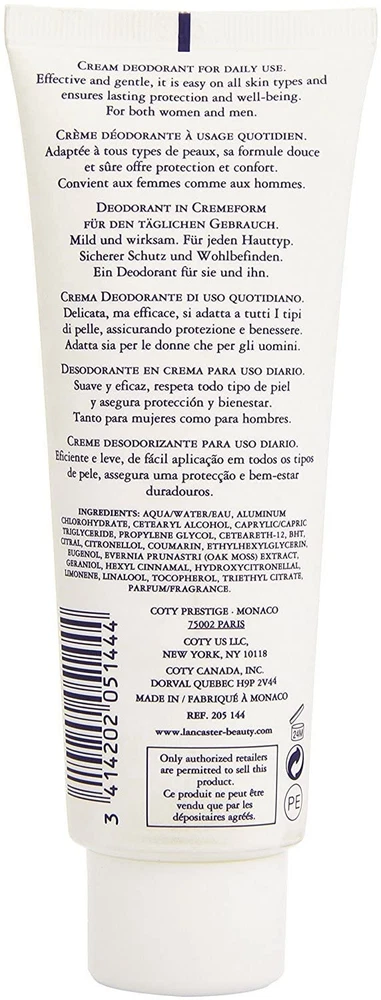 CREAM DEODORANT FOR DAILY USE.
Effective and gentle, it is easy on all skin types and
ensures lasting protection and well-being.
For both women and men.
CRÈME DÉODORANTE À USAGE QUOTIDIEN.
Adaptée à tous types de peaux, sa formule douce
et sûre offre protection et confort.
Convient aux femmes comme aux hommes.
DEODORANT IN CREMEFORM
FÜR DEN TÄGLICHEN GEBRAUCH.
Mild und wirksam. Für jeden Hauttyp.
Sicherer Schutz und Wohlbefinden.
Ein Deodorant für sie und ihn.
CREMA DEODORANTE DI USO QUOTIDIANO.
Delicata, ma efficace, si adatta a tutti I tipi
di pelle, assicurando protezione e benessere.
Adatta sia per le donne che per gli uomini.
DESODORANTE EN CREMA PARA USO DIARIO.
Suave y eficaz, respeta todo tipo de piel
y asegura protección y bienestar.
Tanto para mujeres como para hombres.
CREME DESODORIZANTE PARA USO DIARIO.
Eficiente e leve, de fácil aplicação em todos os tipos
de pele, assegura uma protecção e bem-estar
duradouros.
INGREDIENTS: AQUA/WATER/EAU, ALUMINUM
CHLOROHYDRATE, CETEARYL ALCOHOL, CAPRYLIC/CAPRIC
TRIGLYCERIDE, PROPYLENE GLYCOL, CETEARETH-12, BHT,
CITRAL, CITRONELLOL, COUMARIN, ETHYLHEXYLGLYCERIN,
EUGENOL, EVERNIA PRUNASTRI (OAK MOSS) EXTRACT,
GERANIOL, HEXYL CINNAMAL, HYDROXYCITRONELLAL,
LIMONENE, LINALOOL, TOCOPHEROL, TRIETHYL CITRATE,
PARFUM/FRAGRANCE.
COTY PRESTIGE · MONACO
75002 PARIS
COTY US LLC,
NEW YORK, NY 10118
COTY CANADA, INC.
DORVAL QUEBEC H9P 2V44
MADE IN / FABRIQUÉ À MONACO
REF. 205 144
www.lancaster-beauty.com
3 414202 051444
Only authorized retailers
are permitted to sell this
product.
Ce produit ne peut être
vendu que par les
dépositaires agréés.
24M
PE